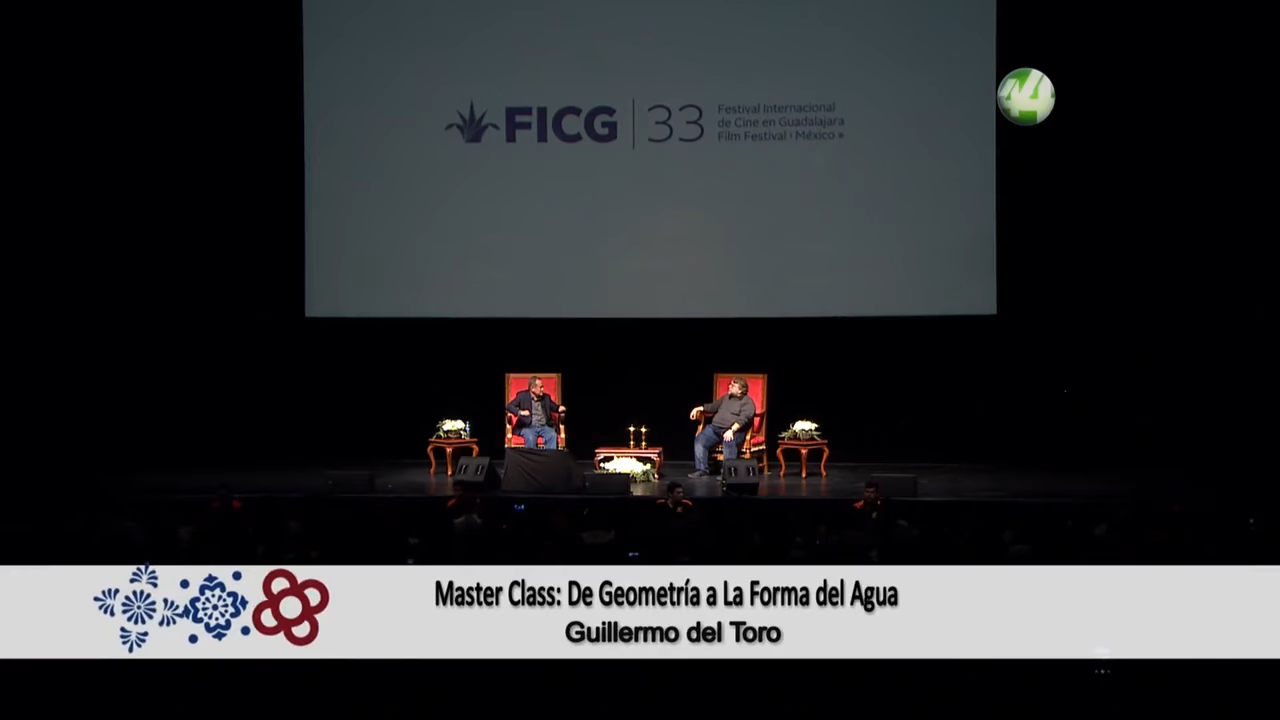 FICG
33
Festival Internacional
de Cine en Guadalajara
Film Festival | México
44
Master Class: De Geometría a La Forma del Agua
Guillermo del Toro